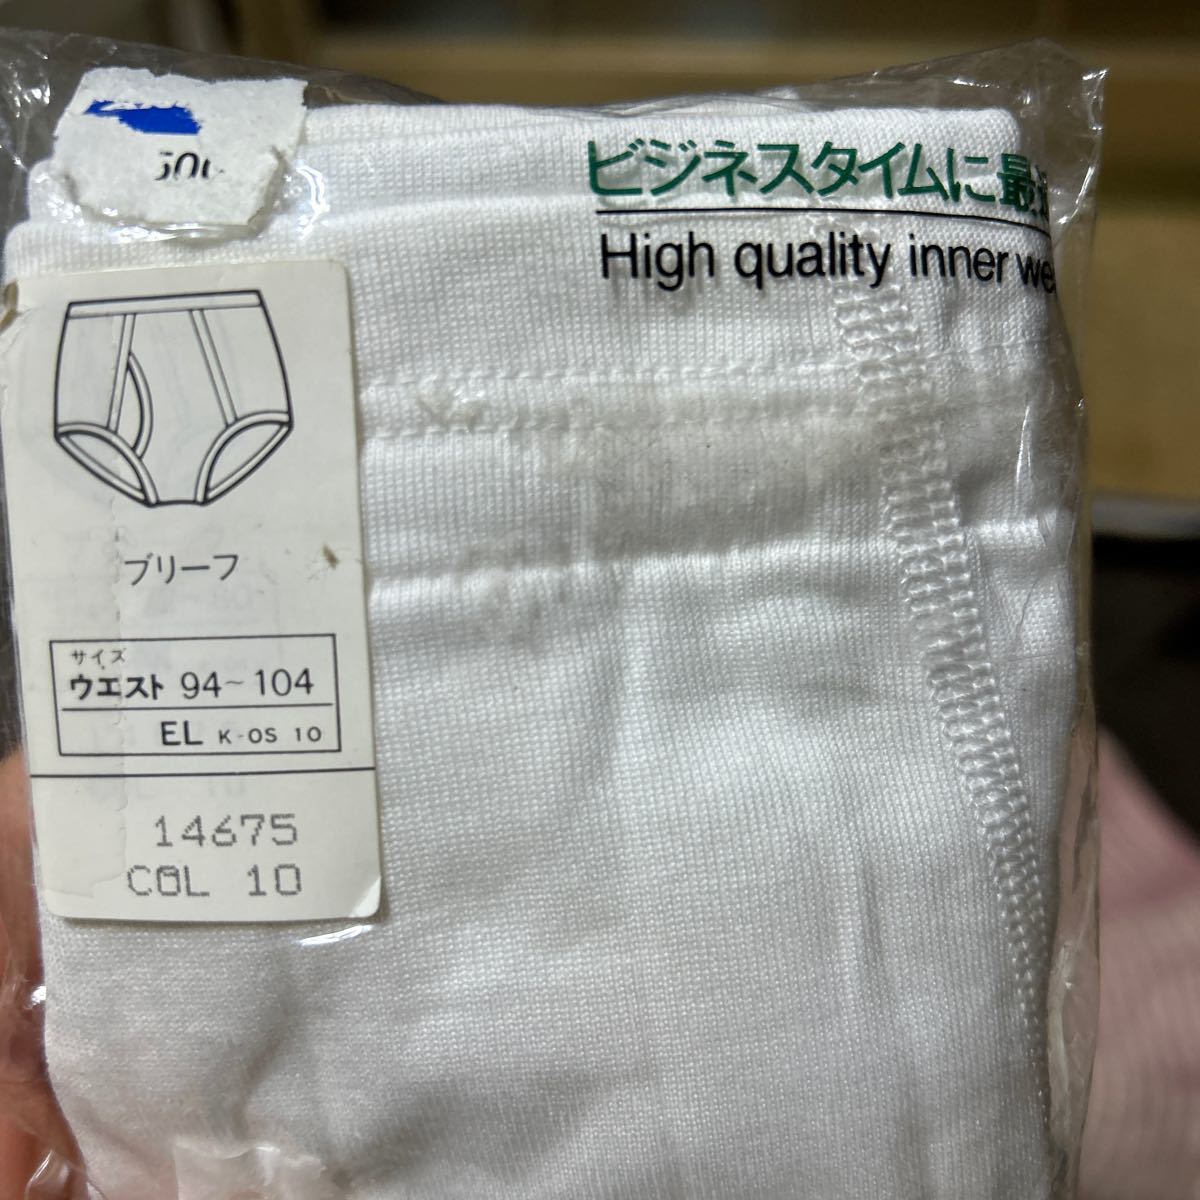 ビジネスタイムに最
High quality inner
ブリーフ
サイズ
ウエスト 94~104
EL K-OS 10
14675
COL 10